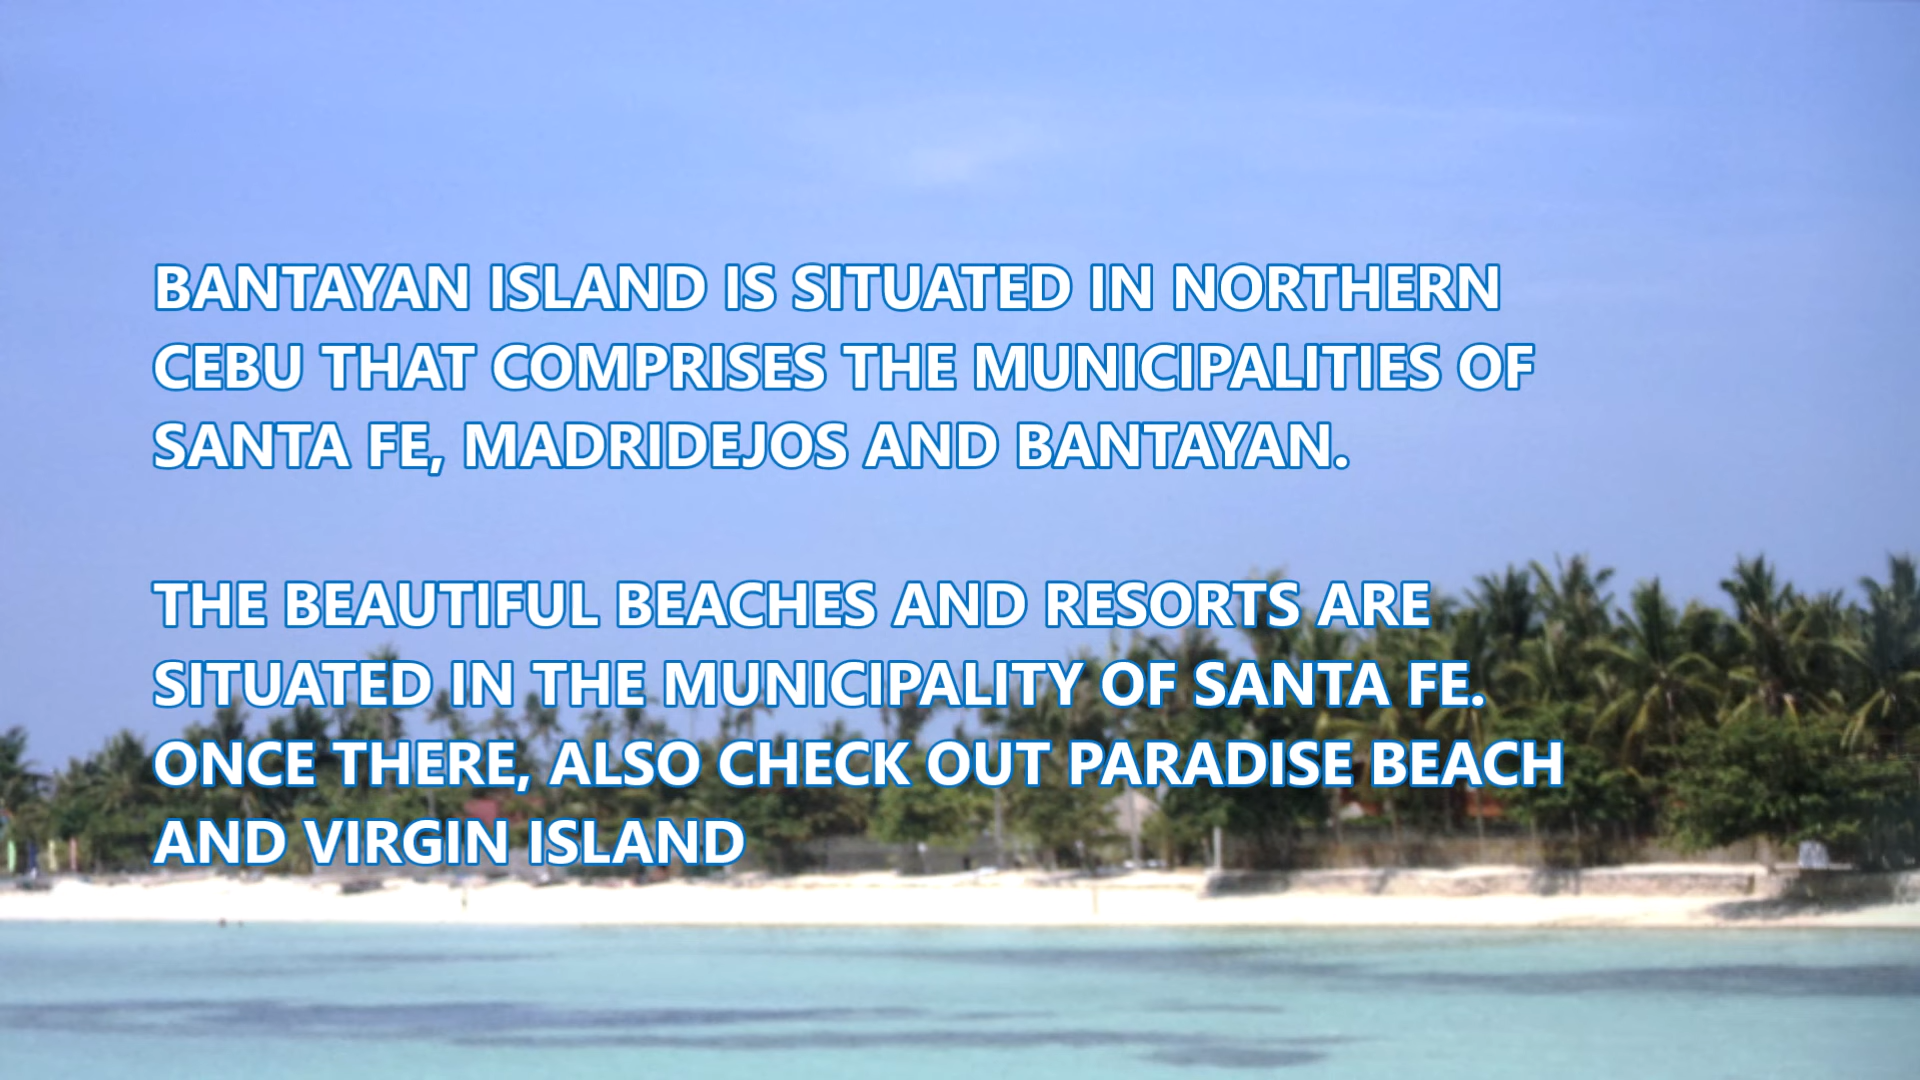 BANTAYAN ISLAND IS SITUATED IN NORTHERN
CEBU THAT COMPRISES THE MUNICIPALITIES OF
SANTA FE, MADRIDEJOS AND BANTAYAN.
THE BEAUTIFUL BEACHES AND RESORTS ARE
SITUATED IN THE MUNICIPALITY OF SANTA FE.
ONCE THERE, ALSO CHECK OUT PARADISE BEACH
AND VIRGIN ISLAND